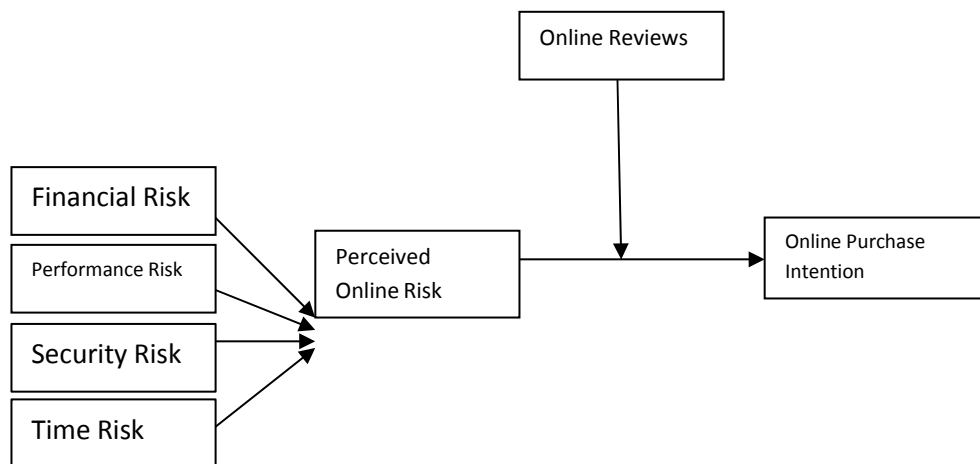 Online Reviews
Financial Risk
Performance Risk
Security Risk
Time Risk
Perceived
Online Risk
Online Purchase
Intention